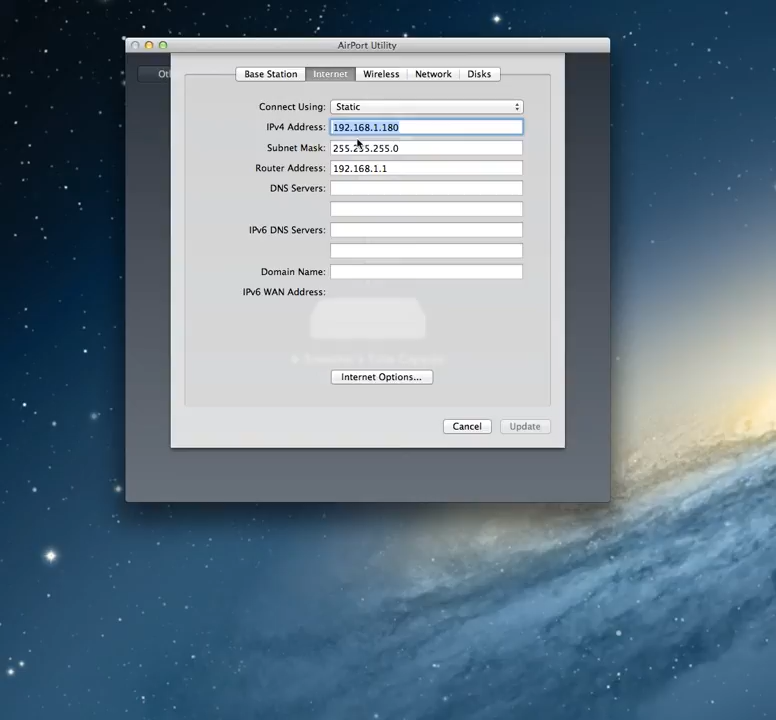 AirPort Utility
Base Station Internet Wireless Network Disks
Connect Using: Static
IPv4 Address: 192.168.1.180
Subnet Mask: 255.255.255.0
Router Address: 192.168.1.1
DNS Servers:
IPv6 DNS Servers:
Domain Name:
IPv6 WAN Address:
Internet Options...
Cancel Update